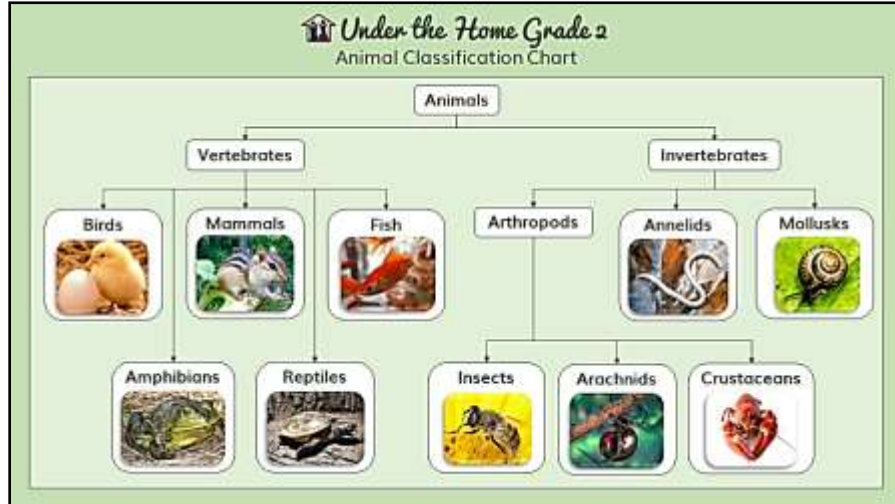 Under the Home Grade 2
Animal Classification Chart
Animals
Vertebrates
Invertebrates
Birds
Mammals
Fish
Arthropods
Annelids
Mollusks
Amphibians
Reptiles
Insects
Arachnids
Crustaceans